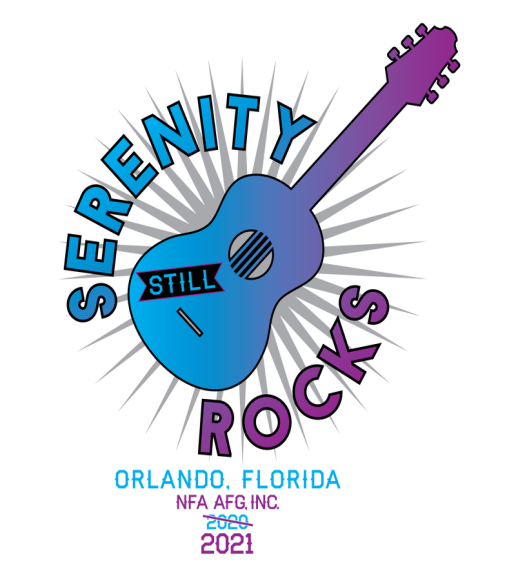 SERENITY
STILL
ROCKS
ORLANDO, FLORIDA
NFA AFG, INC.
2020
2021